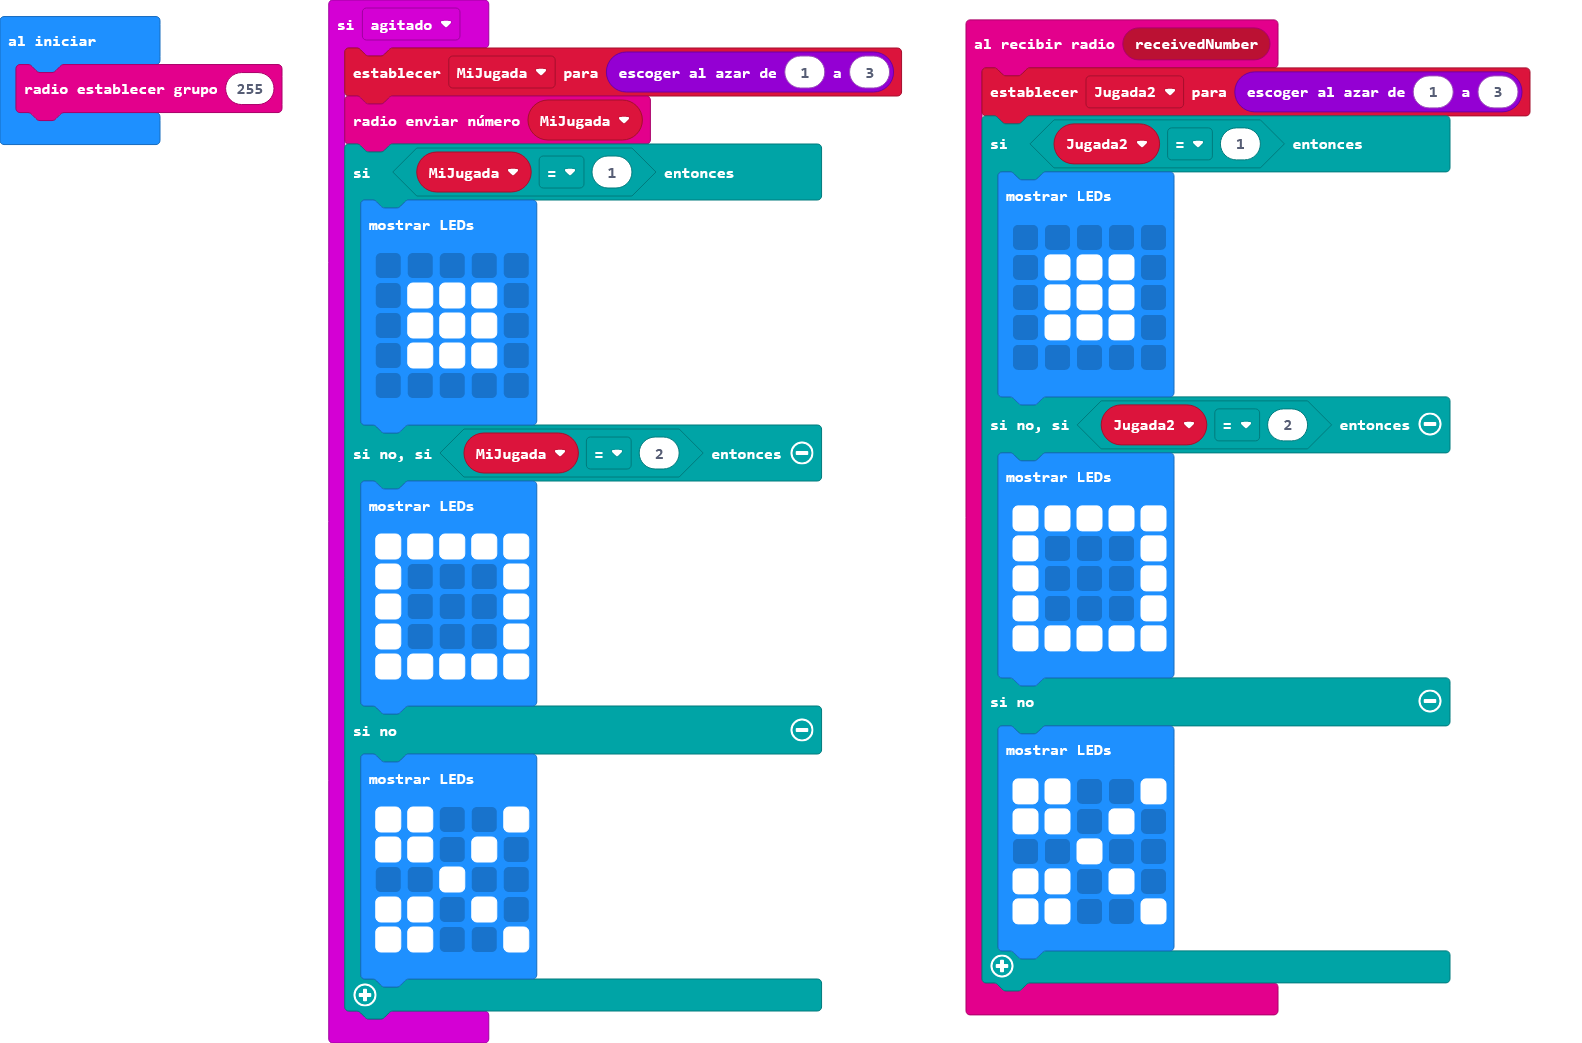 al iniciar
radio establecer grupo 255
si agitado
establecer MiJugada para escoger al azar de 1 a 3
radio enviar número MiJugada
si MiJugada = 1 entonces
mostrar LEDs
si no, si MiJugada = 2 entonces
mostrar LEDs
si no
mostrar LEDs
al recibir radio receivedNumber
establecer Jugada2 para escoger al azar de 1 a 3
si Jugada2 = 1 entonces
mostrar LEDs
si no, si Jugada2 = 2 entonces
mostrar LEDs
si no
mostrar LEDs